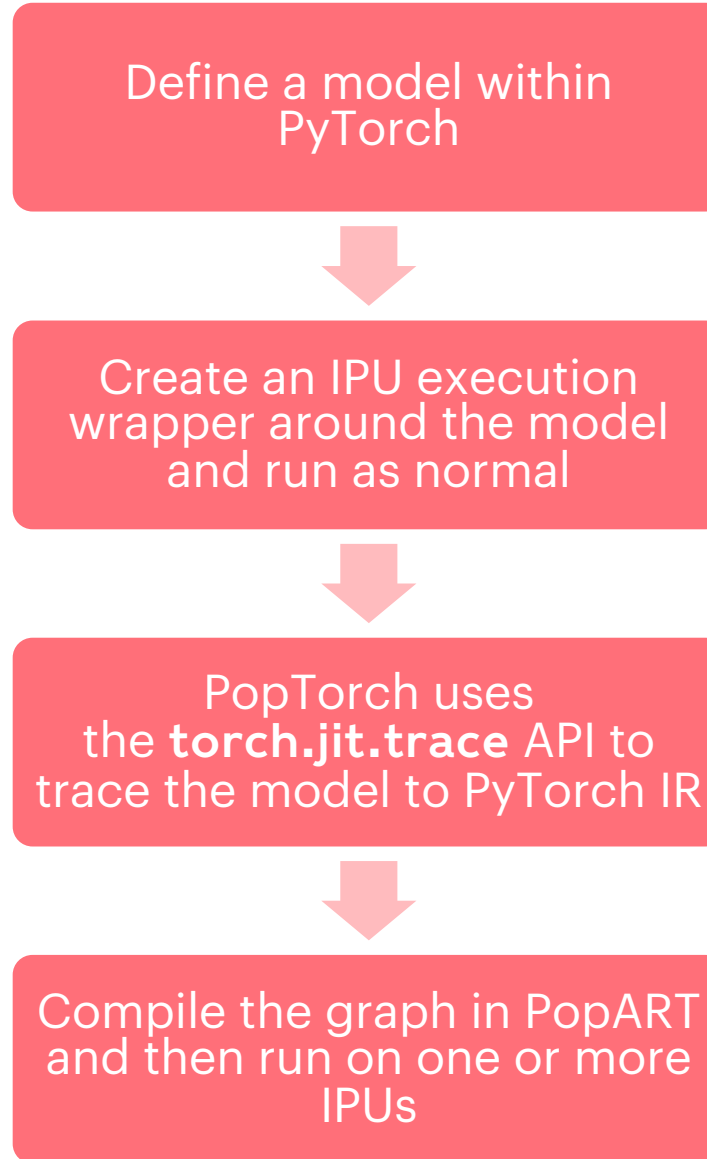 Define a model within
PyTorch
Create an IPU execution
wrapper around the model
and run as normal
PopTorch uses
the torch.jit.trace API to
trace the model to PyTorch IR
Compile the graph in PopART
and then run on one or more
IPUs